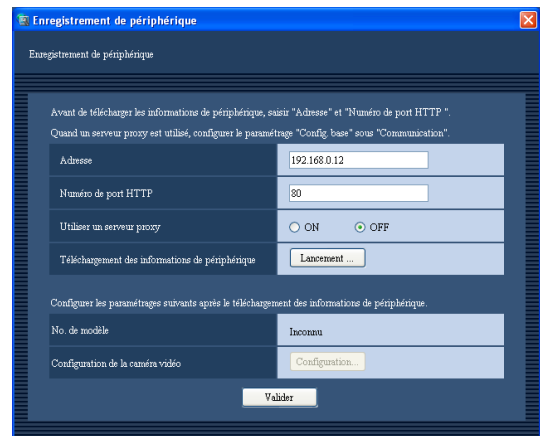 Enregistrement de périphérique
Enregistrement de périphérique
Avant de télécharger les informations de périphérique, saisir "Adresse" et "Numéro de port HTTP ".
Quand un serveur proxy est utilisé, configurer le paramétrage "Config. base" sous "Communication".
Adresse 192.168.0.12
Numéro de port HTTP 80
Utiliser un serveur proxy ON OFF
Téléchargement des informations de périphérique Lancement ...
Configurer les paramétrages suivants après le téléchargement des informations de périphérique.
No. de modèle Inconnu
Configuration de la caméra vidéo Configuration...
Valider